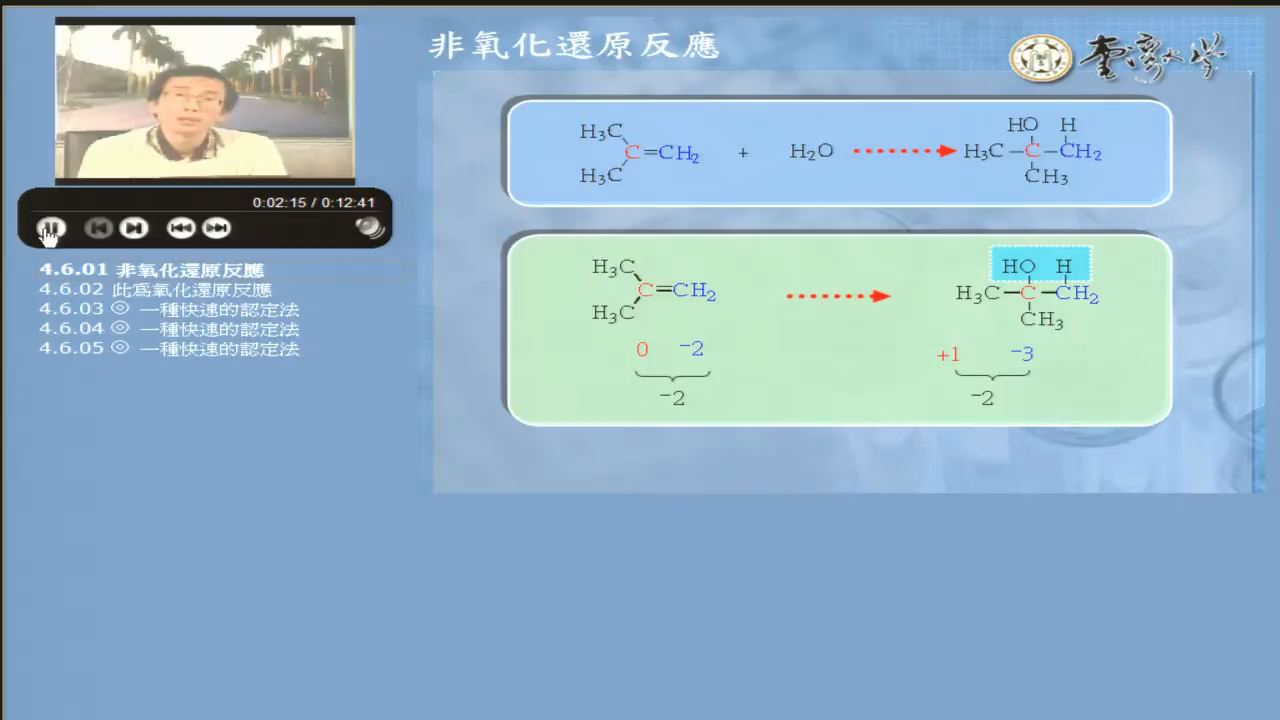 非氧化還原反應
臺灣大學
H₃C
C=CH₂ + H₂O
H₃C
HO H
H₃C–C–CH₂
CH₃
0:02:15 / 0:12:41
4.6.01 非氧化還原反應
4.6.02 此為氧化還原反應
4.6.03 一種快速的認定法
4.6.04 一種快速的認定法
4.6.05 一種快速的認定法
H₃C
C=CH₂
H₃C
0 -2
-2
HO H
H₃C–C–CH₂
CH₃
+1 -3
-2